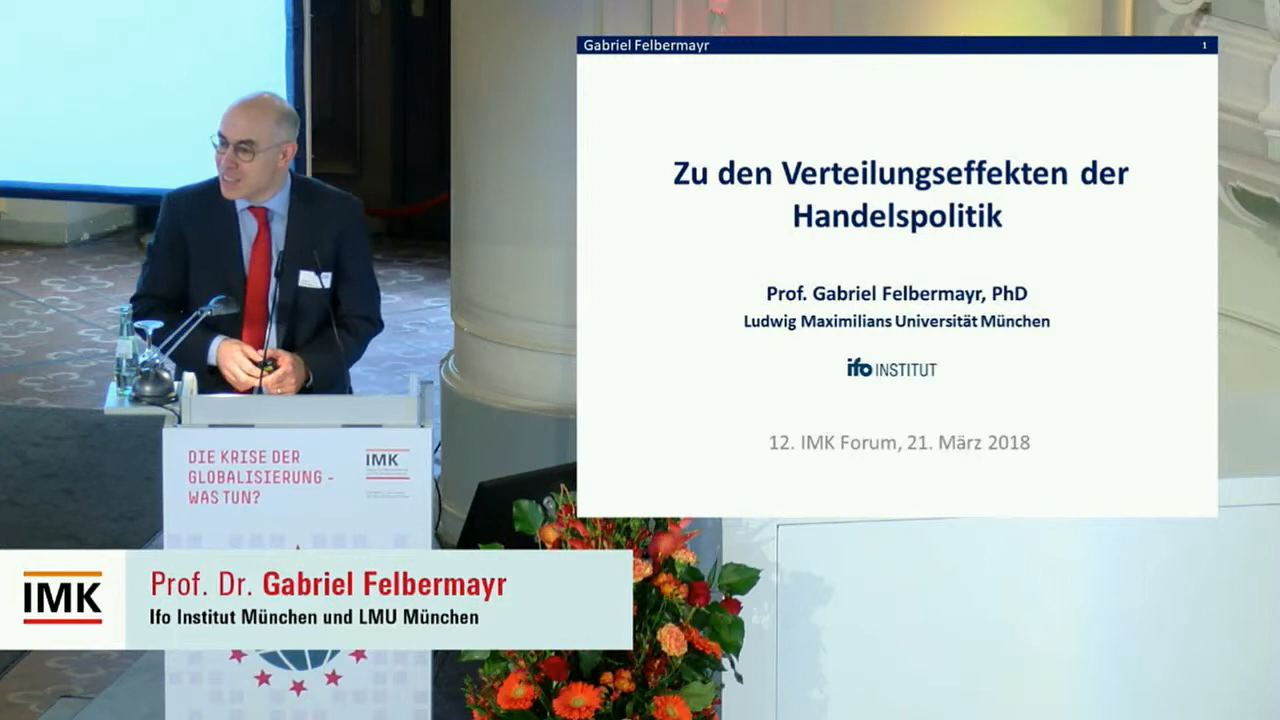 Gabriel Felbermayr
1
Zu den Verteilungseffekten der
Handelspolitik
Prof. Gabriel Felbermayr, PhD
Ludwig Maximilians Universität München
ifo INSTITUT
12. IMK Forum, 21. März 2018
DIE KRISE DER
GLOBALISIERUNG -
WAS TUN?
IMK
IMK
Prof. Dr. Gabriel Felbermayr
Ifo Institut München und LMU München